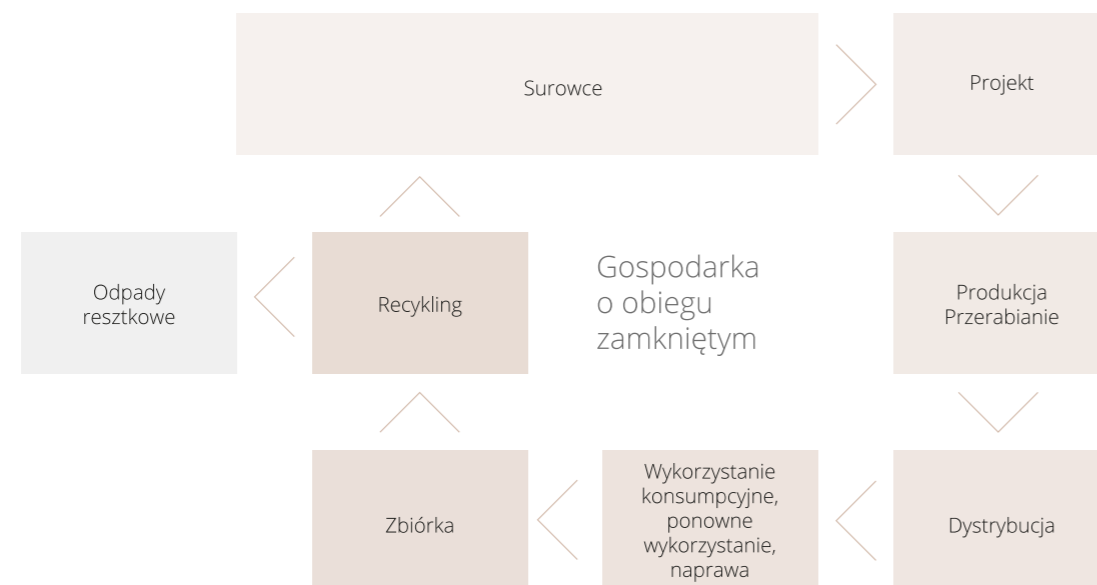 Surowce
Projekt
Odpady
resztkowe
Recykling
Gospodarka
o obiegu
zamkniętym
Produkcja
Przerabianie
Zbiórka
Wykorzystanie
konsumpcyjne,
ponowne
wykorzystanie,
naprawa
Dystrybucja